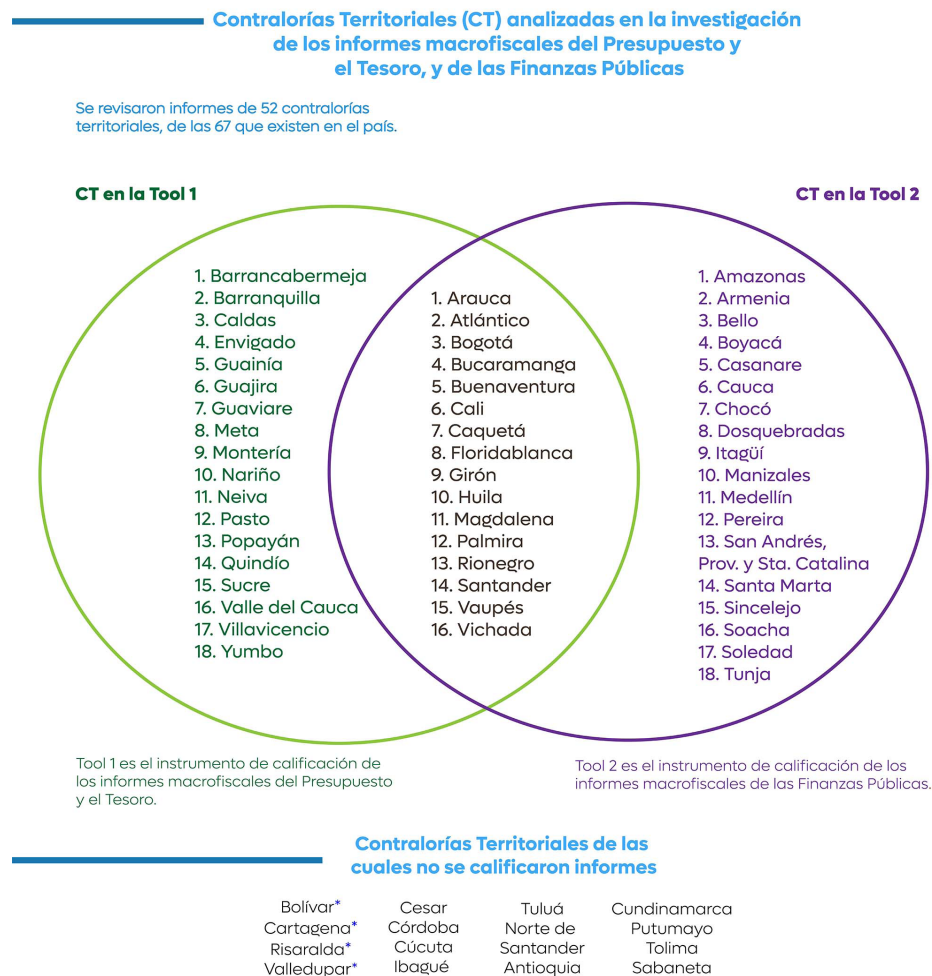 Contralorías Territoriales (CT) analizadas en la investigación
de los informes macrofiscales del Presupuesto y
el Tesoro, y de las Finanzas Públicas
Se revisaron informes de 52 contralorías
territoriales, de las 67 que existen en el país.
CT en la Tool 1
1. Barrancabermeja
2. Barranquilla
3. Caldas
4. Envigado
5. Guainía
6. Guajira
7. Guaviare
8. Meta
9. Montería
10. Nariño
11. Neiva
12. Pasto
13. Popayán
14. Quindío
15. Sucre
16. Valle del Cauca
17. Villavicencio
18. Yumbo
1. Arauca
2. Atlántico
3. Bogotá
4. Bucaramanga
5. Buenaventura
6. Cali
7. Caquetá
8. Floridablanca
9. Girón
10. Huila
11. Magdalena
12. Palmira
13. Rionegro
14. Santander
15. Vaupés
16. Vichada
CT en la Tool 2
1. Amazonas
2. Armenia
3. Bello
4. Boyacá
5. Casanare
6. Cauca
7. Chocó
8. Dosquebradas
9. Itagüí
10. Manizales
11. Medellín
12. Pereira
13. San Andrés,
Prov. y Sta. Catalina
14. Santa Marta
15. Sincelejo
16. Soacha
17. Soledad
18. Tunja
Tool 1 es el instrumento de calificación de
los informes macrofiscales del Presupuesto
y el Tesoro.
Tool 2 es el instrumento de calificación de los
informes macrofiscales de las Finanzas Públicas.
Contralorías Territoriales de las
cuales no se calificaron informes
Bolívar*
Cartagena*
Risaralda*
Valledupar*
Cesar
Córdoba
Cúcuta
Ibagué
Tuluá
Norte de
Santander
Antioquia
Cundinamarca
Putumayo
Tolima
Sabaneta